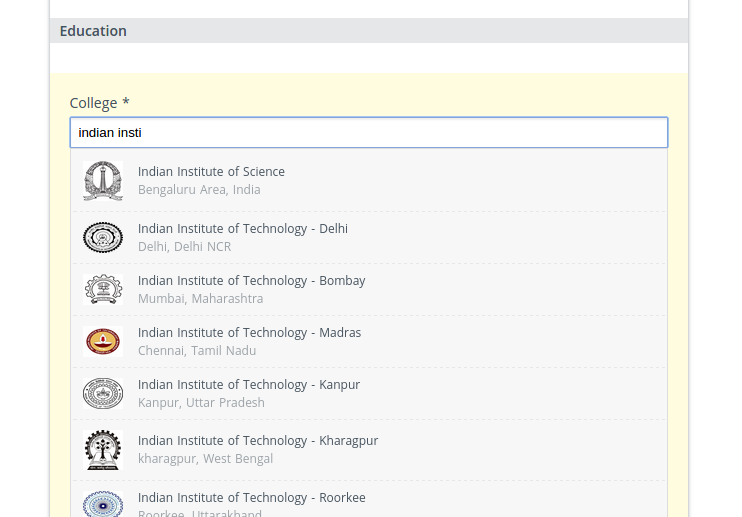 Education
College *
indian insti
Indian Institute of Science
Bengaluru Area, India
Indian Institute of Technology - Delhi
Delhi, Delhi NCR
Indian Institute of Technology - Bombay
Mumbai, Maharashtra
Indian Institute of Technology - Madras
Chennai, Tamil Nadu
Indian Institute of Technology - Kanpur
Kanpur, Uttar Pradesh
Indian Institute of Technology - Kharagpur
kharagpur, West Bengal
Indian Institute of Technology - Roorkee
Roorkee, Uttarakhand